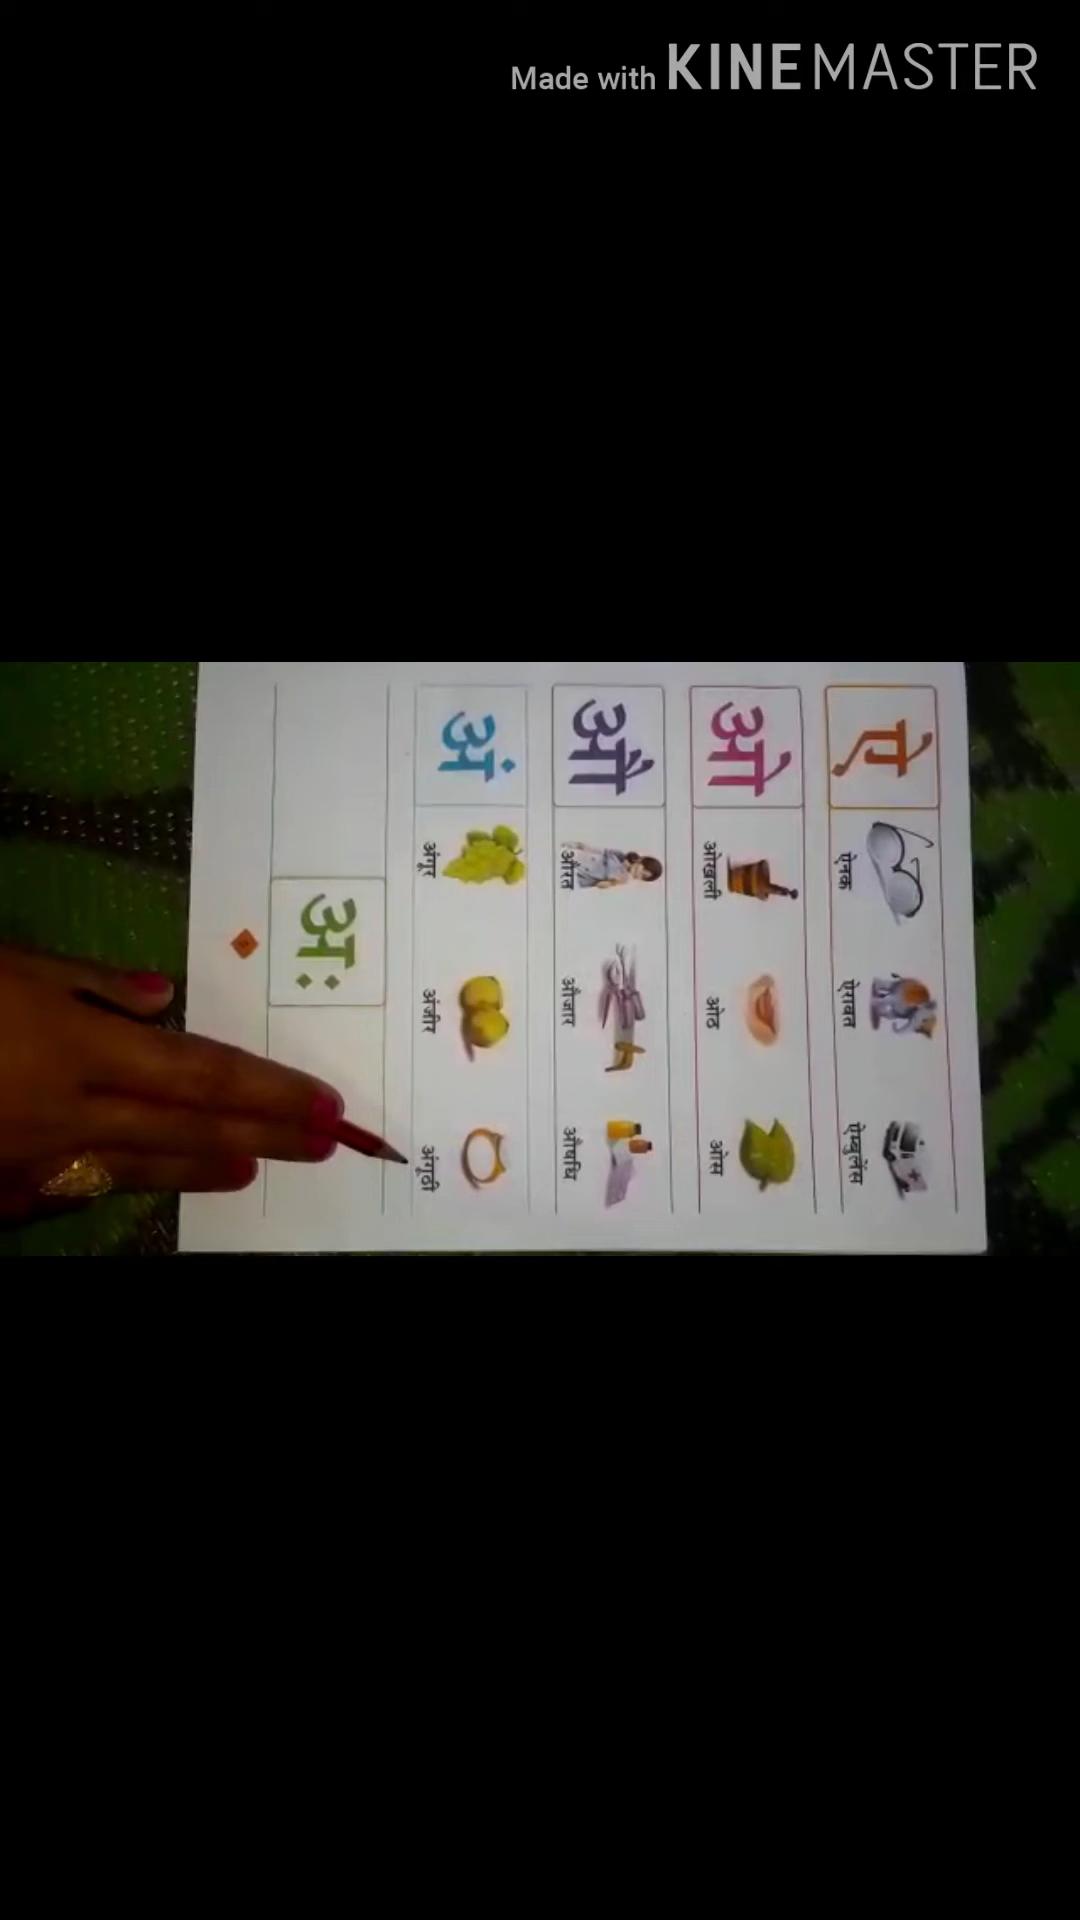 Made with KINEMASTER
ऐ
ऐनक ऐरावत ऐम्बुलेंस
ओ
ओखली ओठ ओस
औ
औरत औजार औषधि
अं
अंगूर अंजीर अंगूठी
अः